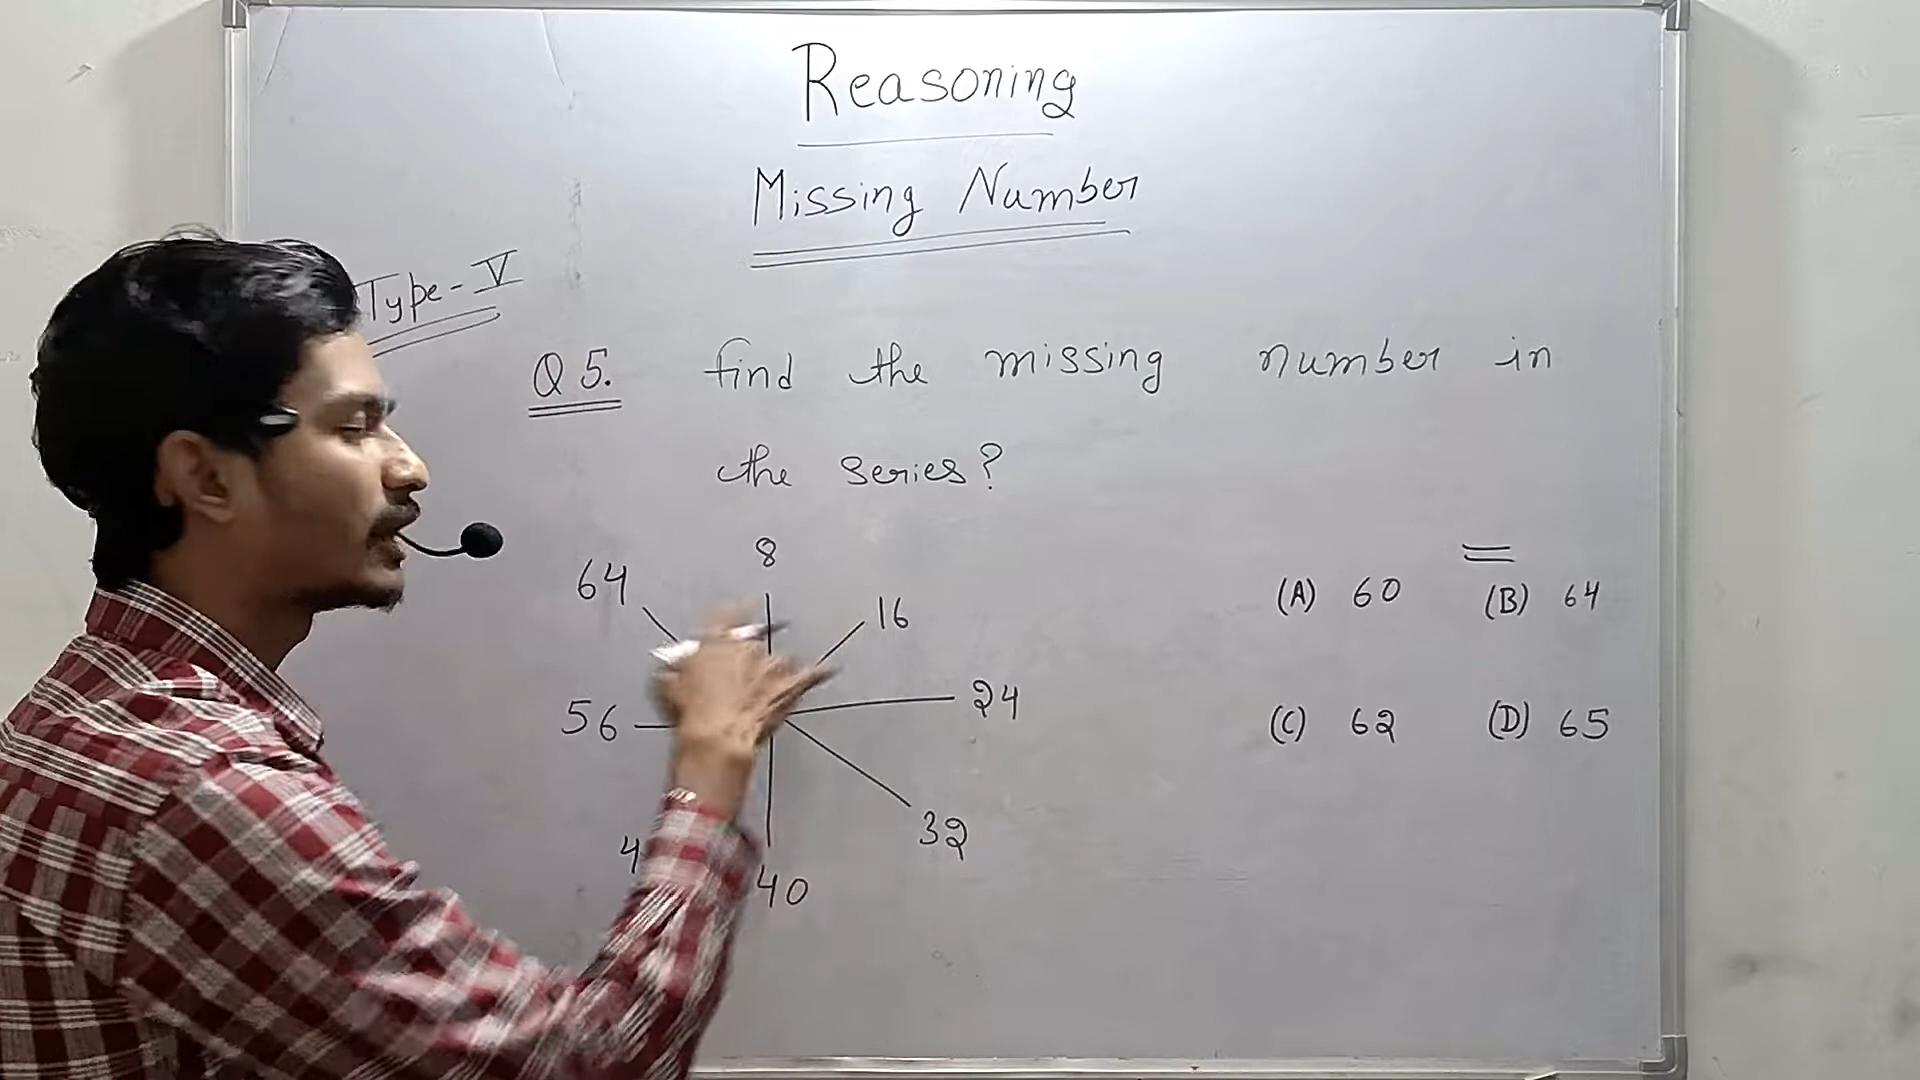 Reasoning
Missing Number
Type-V
Q5. find the missing number in
the series?
8
64
16
(A) 60 (B) 64
56
24
(C) 62 (D) 65
32
4
40